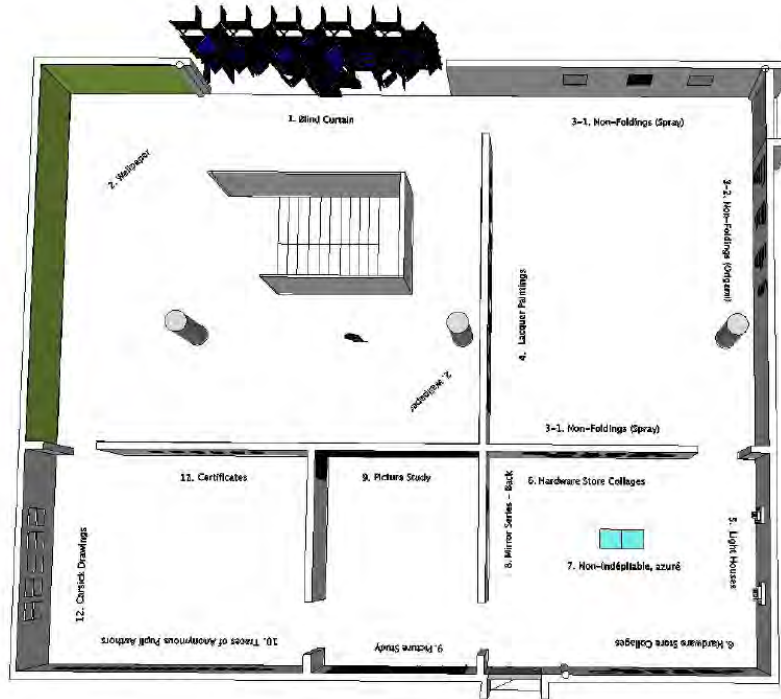 1. Blind Curtain
3-1. Non-Foldings (Spray)
2. Wallpaper
3-2. Non-Foldings (Origami)
4. Lacquer Paintings
2. Wallpaper
3-1. Non-Foldings (Spray)
12. Certificates
9. Picture Study
6. Hardware Store Collages
8. Mirror Series - Back
5. Light Houses
7. Non-indépliable, azuré
12. Carsick Drawings
10. Traces of Anonymous Pupil Authors
9. Picture Study
6. Hardware Store Collages